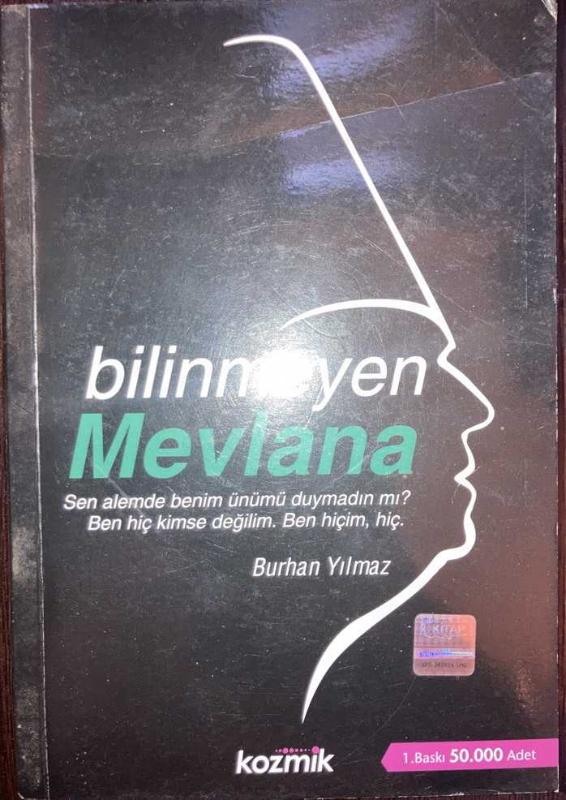 bilinmeyen
Mevlana
Sen alemde benim ünümü duymadın mı?
Ben hiç kimse değilim. Ben hiçim, hiç.
Burhan Yılmaz
kozmik
1.Baskı 50.000 Adet